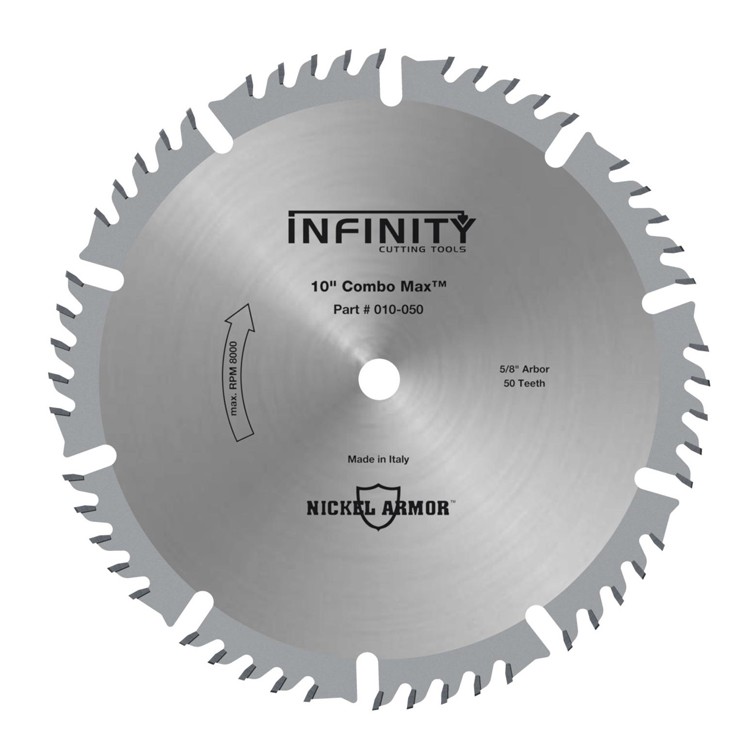 INFINITY
CUTTING TOOLS
10" Combo Max™
Part # 010-050
max. RPM 8000
5/8" Arbor
50 Teeth
Made in Italy
NICKEL ARMOR™